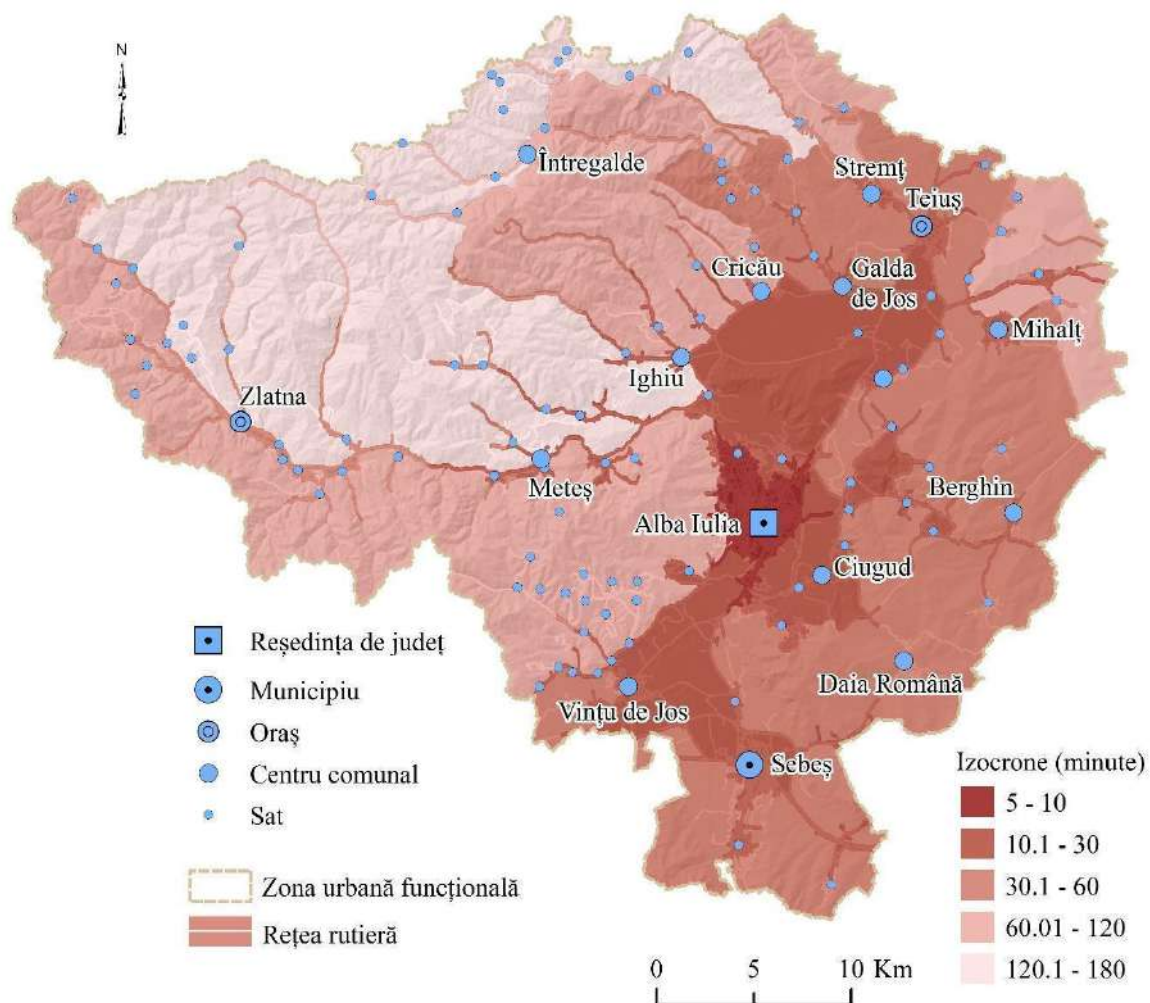 N
Întregalde
Stremț
Teiuș
Cricău
Galda
de Jos
Mihalț
Ighiu
Zlatna
Meteș
Berghin
Alba Iulia
Ciugud
Daia Română
Vințu de Jos
Sebeș
Reședința de județ
Municipiu
Oraș
Centru comunal
Sat
Zona urbană funcțională
Rețea rutieră
Izocrone (minute)
5 - 10
10.1 - 30
30.1 - 60
60.01 - 120
120.1 - 180
0 5 10 Km